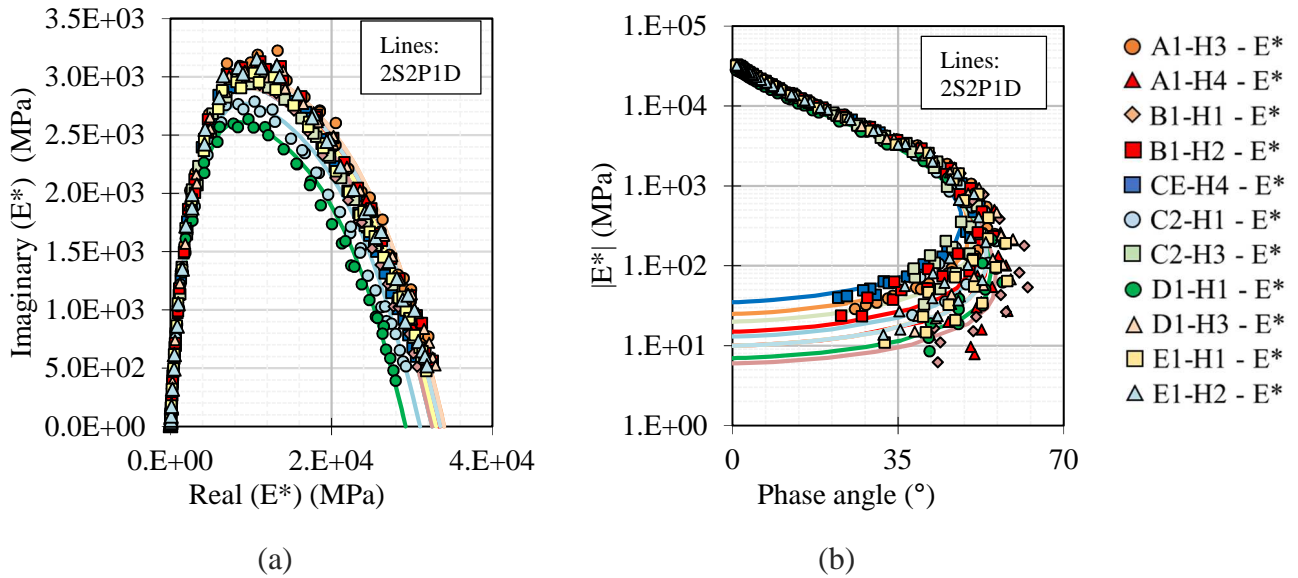 3.5E+03
3.0E+03
2.5E+03
2.0E+03
1.5E+03
1.0E+03
5.0E+02
0.0E+00
Imaginary (E*) (MPa)
Lines:
2S2P1D
0.E+00
2.E+04
4.E+04
Real (E*) (MPa)
(a)
1.E+05
1.E+04
1.E+03
1.E+02
1.E+01
1.E+00
|E*| (MPa)
Lines:
2S2P1D
0
35
70
Phase angle (°)
(b)
A1-H3 - E*
A1-H4 - E*
B1-H1 - E*
B1-H2 - E*
CE-H4 - E*
C2-H1 - E*
C2-H3 - E*
D1-H1 - E*
D1-H3 - E*
E1-H1 - E*
E1-H2 - E*